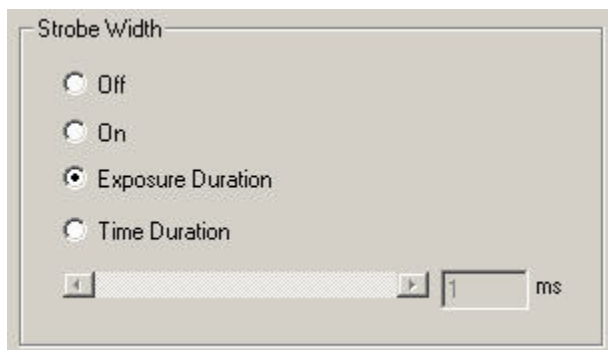 Strobe Width
Off
On
Exposure Duration
Time Duration
1 ms